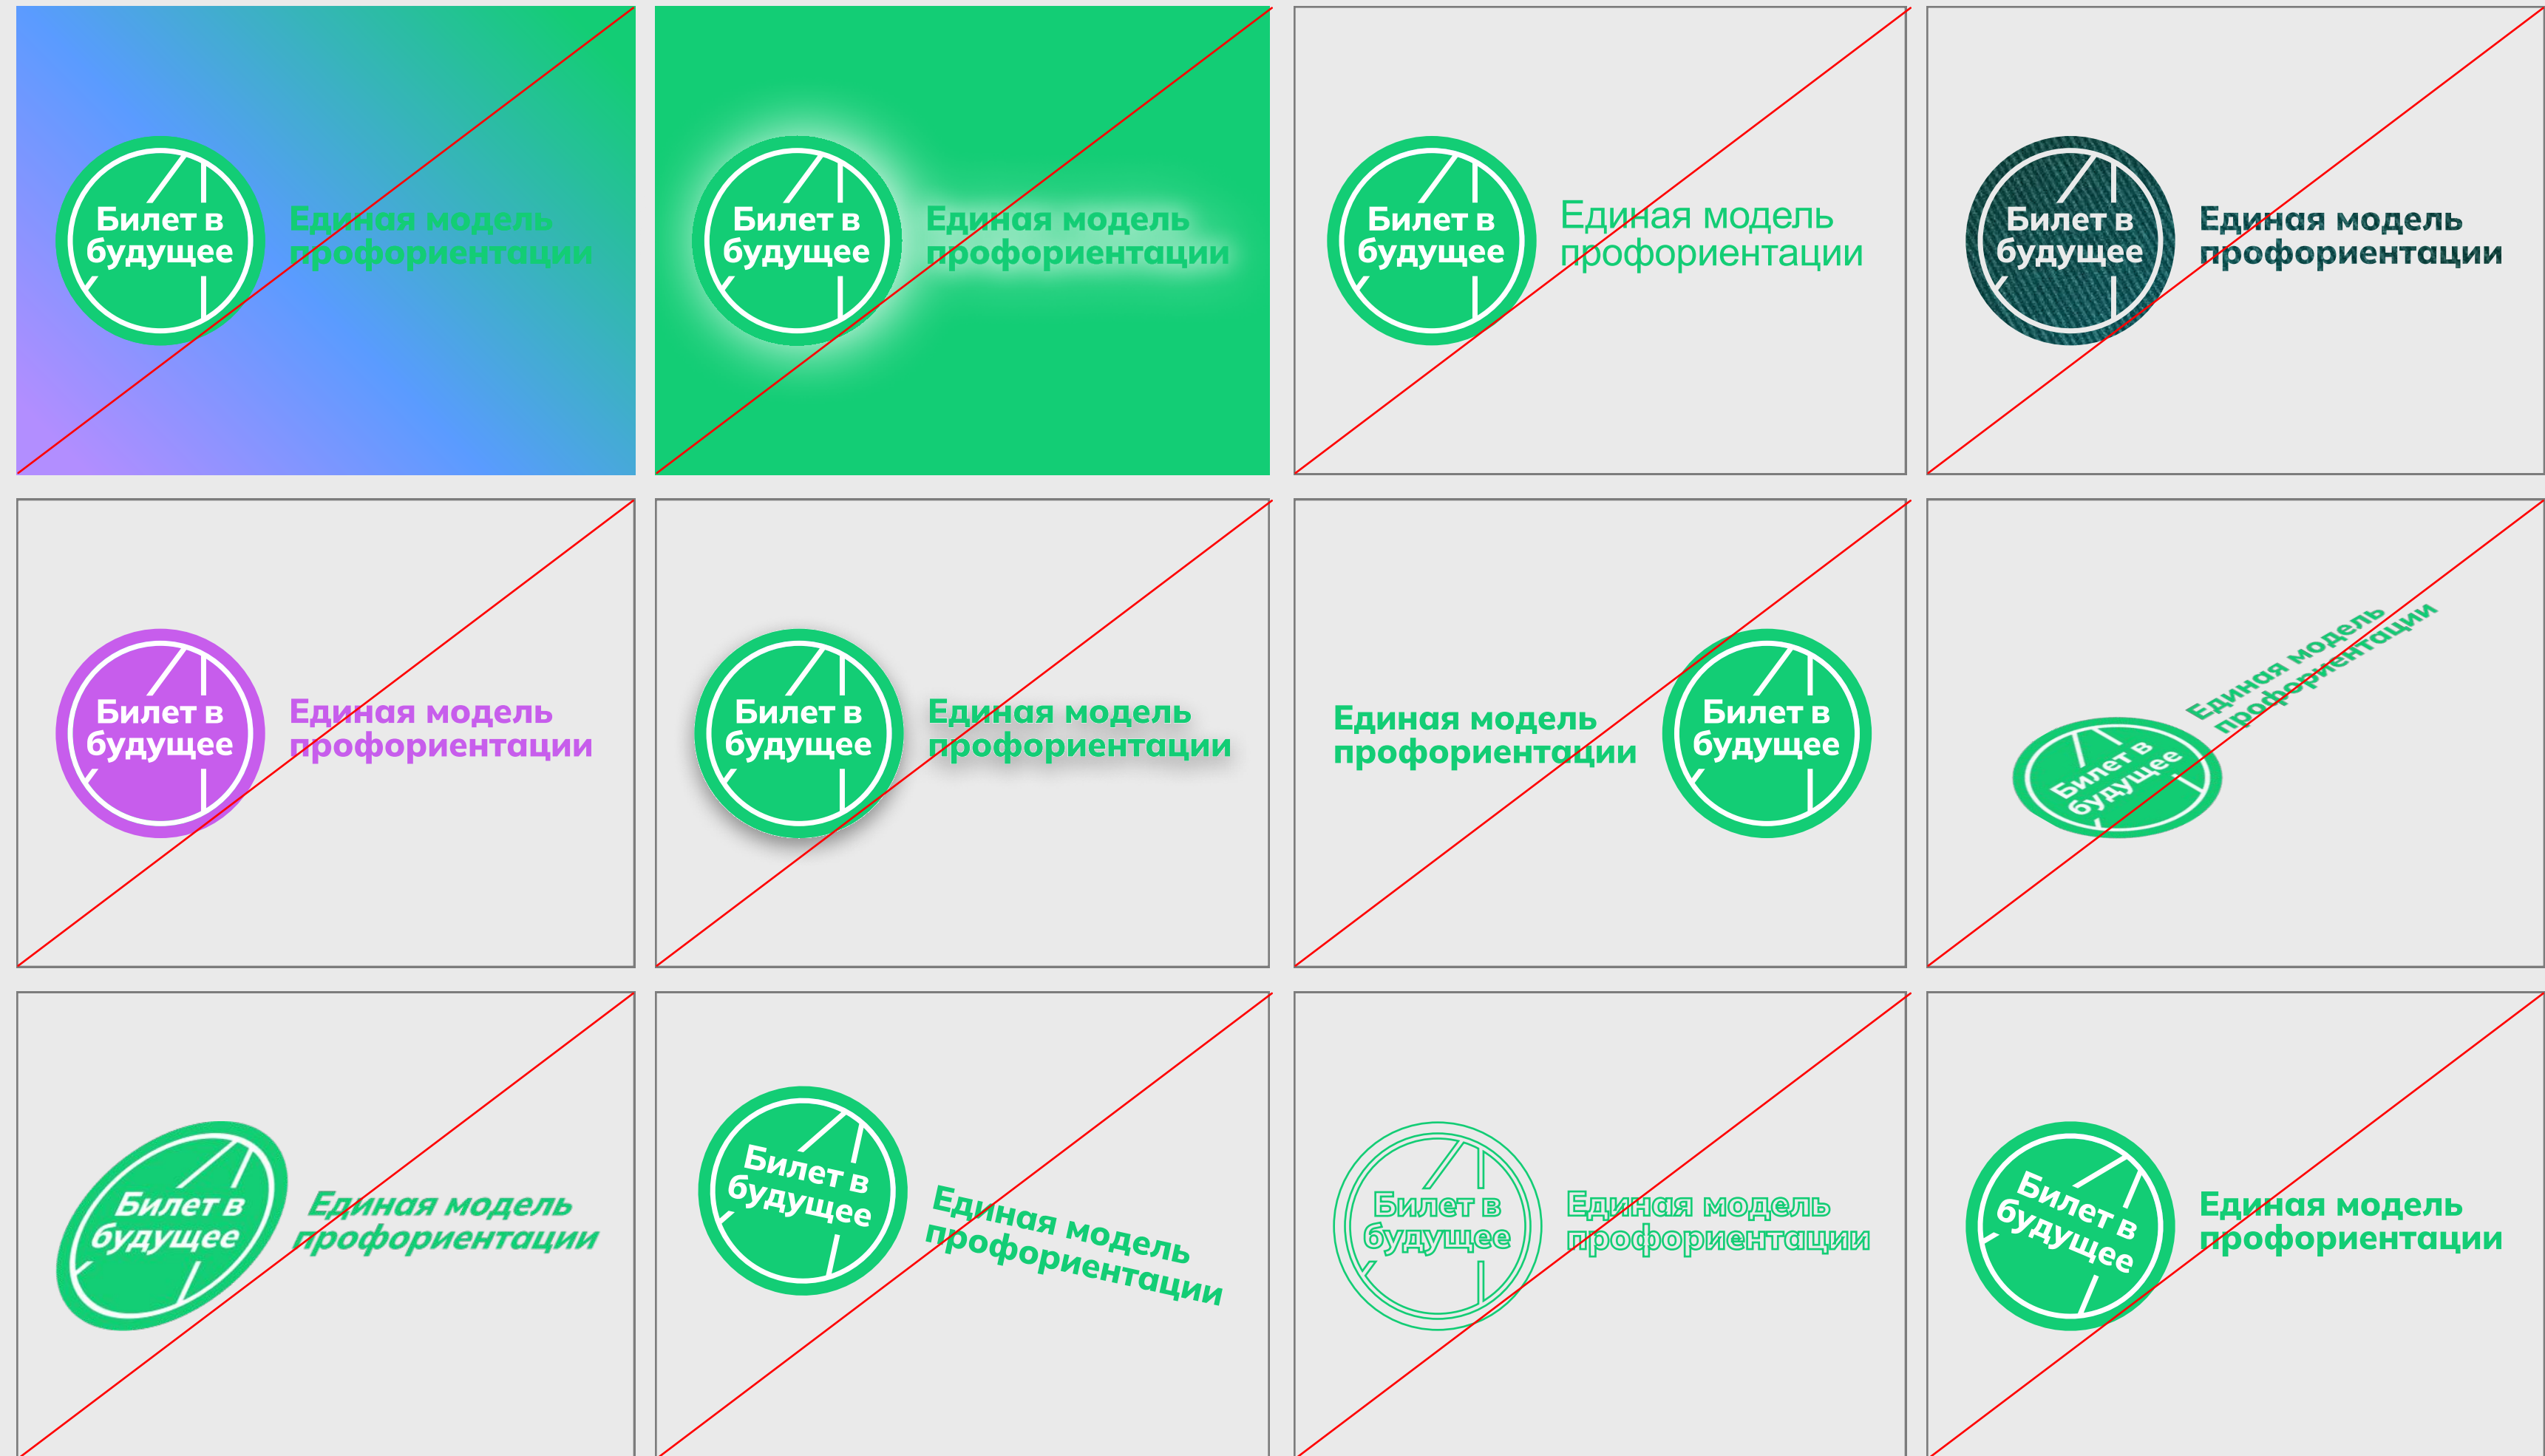 Билет в
будущее
Единая модель
профориентации
Билет в
будущее
Единая модель
профориентации
Билет в
будущее
Единая модель
профориентации
Билет в
будущее
Единая модель
профориентации
Билет в
будущее
Единая модель
профориентации
Билет в
будущее
Единая модель
профориентации
Единая модель
профориентации
Билет в
будущее
Билет в
будущее
Единая модель
профориентации
Билет в
будущее
Единая модель
профориентации
Билет в
будущее
Единая модель
профориентации
Билет в
будущее
Единая модель
профориентации
Билет в
будущее
Единая модель
профориентации